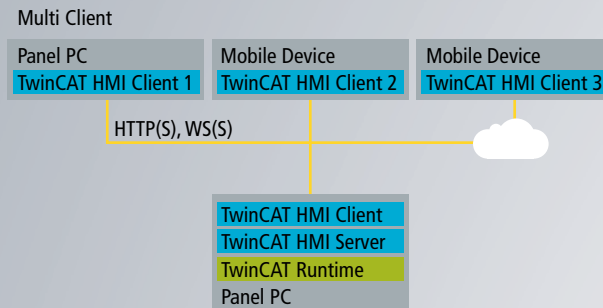 Multi Client
Panel PC
TwinCAT HMI Client 1
Mobile Device
TwinCAT HMI Client 2
Mobile Device
TwinCAT HMI Client 3
HTTP(S), WS(S)
TwinCAT HMI Client
TwinCAT HMI Server
TwinCAT Runtime
Panel PC